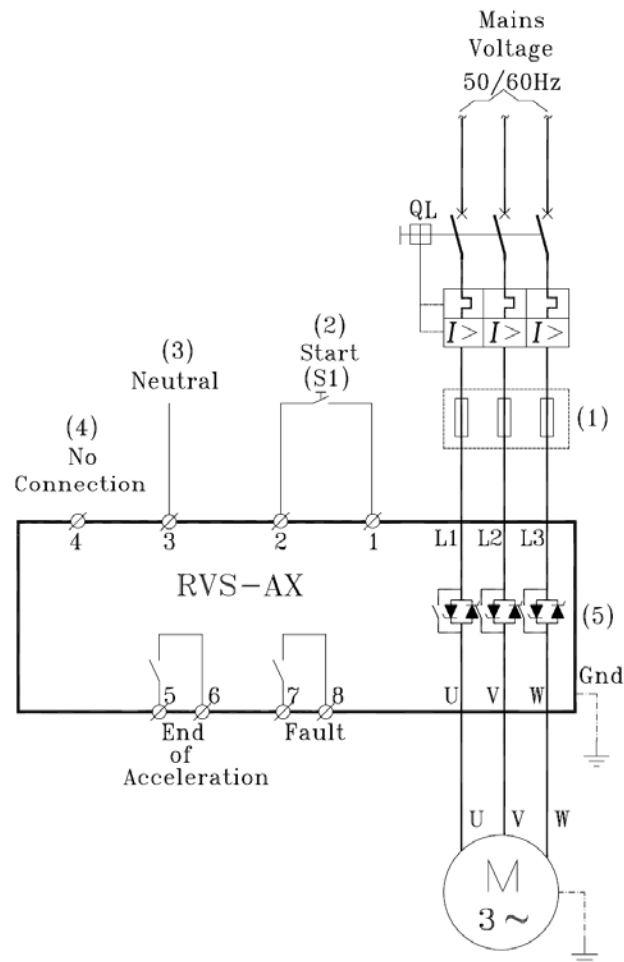 Mains
Voltage
50/60Hz
QL
I> I> I>
(2)
Start
(S1)
(3)
Neutral
(1)
(4)
No
Connection
4 3 2 1 L1 L2 L3
RVS-AX
(5)
Gnd
5 6 7 8 U V W
End
of
Acceleration
Fault
U V W
M
3~